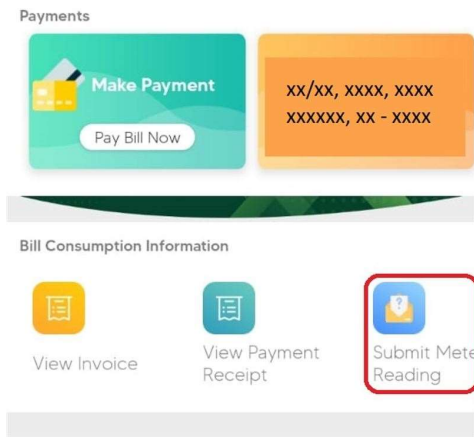 Payments
Make Payment
Pay Bill Now
xx/xx, xxxx, xxxx
xxxxxx, xx - xxxx
Bill Consumption Information
View Invoice
View Payment
Receipt
Submit Mete
Reading